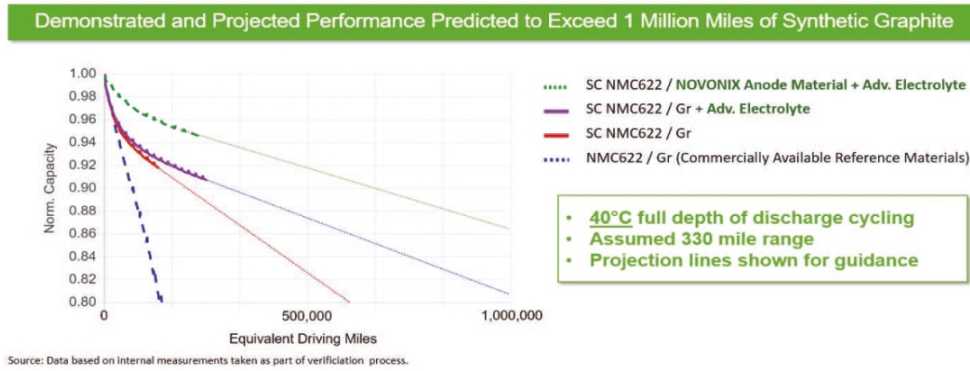 Demonstrated and Projected Performance Predicted to Exceed 1 Million Miles of Synthetic Graphite
1.00
0.98
0.96
0.94
0.92
0.90
0.88
0.86
0.84
0.82
0.80
Norm. Capacity
0
500,000
1,000,000
Equivalent Driving Miles
SC NMC622 / NOVONIX Anode Material + Adv. Electrolyte
SC NMC622 / Gr + Adv. Electrolyte
SC NMC622 / Gr
NMC622 / Gr (Commercially Available Reference Materials)
• 40°C full depth of discharge cycling
• Assumed 330 mile range
• Projection lines shown for guidance
Source: Data based on internal measurements taken as part of verificiation process.